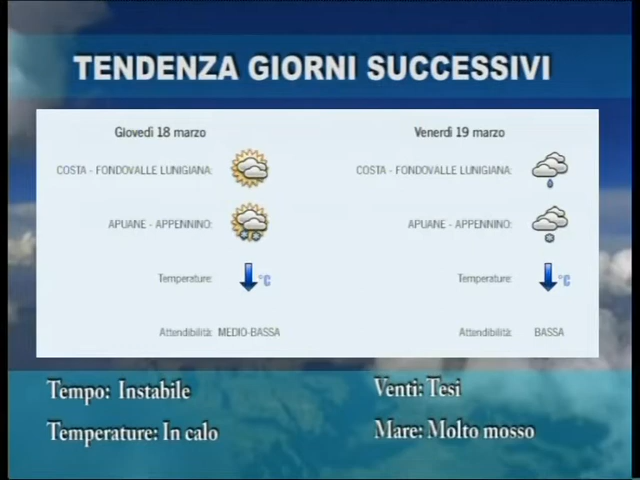 TENDENZA GIORNI SUCCESSIVI
Giovedì 18 marzo
COSTA - FONDOVALLE LUNIGIANA:
APUANE - APPENNINO:
Temperature: °C
Attendibilità: MEDIO-BASSA
Venerdì 19 marzo
COSTA - FONDOVALLE LUNIGIANA:
APUANE - APPENNINO:
Temperature: °C
Attendibilità: BASSA
Tempo: Instabile
Temperature: In calo
Venti: Tesi
Mare: Molto mosso